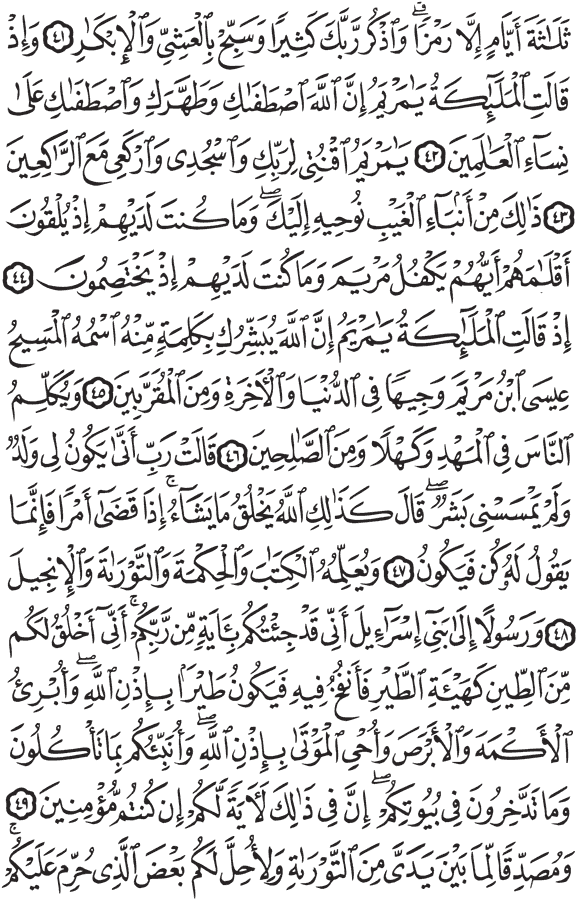 ثَلَٰثَةَ أَيَّامٍ إِلَّا رَمْزًا ۗ وَٱذْكُر رَّبَّكَ كَثِيرًا وَسَبِّحْ بِٱلْعَشِىِّ وَٱلْإِبْكَٰرِ ۝٤١ وَإِذْ
قَالَتِ ٱلْمَلَٰٓئِكَةُ يَٰمَرْيَمُ إِنَّ ٱللَّهَ ٱصْطَفَىٰكِ وَطَهَّرَكِ وَٱصْطَفَىٰكِ عَلَىٰ
نِسَآءِ ٱلْعَٰلَمِينَ ۝٤٢ يَٰمَرْيَمُ ٱقْنُتِى لِرَبِّكِ وَٱسْجُدِى وَٱرْكَعِى مَعَ ٱلرَّٰكِعِينَ
۝٤٣ ذَٰلِكَ مِنْ أَنۢبَآءِ ٱلْغَيْبِ نُوحِيهِ إِلَيْكَ ۚ وَمَا كُنتَ لَدَيْهِمْ إِذْ يُلْقُونَ
أَقْلَٰمَهُمْ أَيُّهُمْ يَكْفُلُ مَرْيَمَ وَمَا كُنتَ لَدَيْهِمْ إِذْ يَخْتَصِمُونَ ۝٤٤
إِذْ قَالَتِ ٱلْمَلَٰٓئِكَةُ يَٰمَرْيَمُ إِنَّ ٱللَّهَ يُبَشِّرُكِ بِكَلِمَةٍ مِّنْهُ ٱسْمُهُ ٱلْمَسِيحُ
عِيسَى ٱبْنُ مَرْيَمَ وَجِيهًا فِى ٱلدُّنْيَا وَٱلْءَاخِرَةِ وَمِنَ ٱلْمُقَرَّبِينَ ۝٤٥ وَيُكَلِّمُ
ٱلنَّاسَ فِى ٱلْمَهْدِ وَكَهْلًا وَمِنَ ٱلصَّٰلِحِينَ ۝٤٦ قَالَتْ رَبِّ أَنَّىٰ يَكُونُ لِى وَلَدٌ
وَلَمْ يَمْسَسْنِى بَشَرٌ ۖ قَالَ كَذَٰلِكِ ٱللَّهُ يَخْلُقُ مَا يَشَآءُ ۚ إِذَا قَضَىٰٓ أَمْرًا فَإِنَّمَا
يَقُولُ لَهُۥ كُن فَيَكُونُ ۝٤٧ وَيُعَلِّمُهُ ٱلْكِتَٰبَ وَٱلْحِكْمَةَ وَٱلتَّوْرَىٰةَ وَٱلْإِنجِيلَ
۝٤٨ وَرَسُولًا إِلَىٰ بَنِىٓ إِسْرَٰٓءِيلَ أَنِّى قَدْ جِئْتُكُم بِـَٔايَةٍ مِّن رَّبِّكُمْ ۖ أَنِّىٓ أَخْلُقُ لَكُم
مِّنَ ٱلطِّينِ كَهَيْـَٔةِ ٱلطَّيْرِ فَأَنفُخُ فِيهِ فَيَكُونُ طَيْرًۢا بِإِذْنِ ٱللَّهِ ۖ وَأُبْرِئُ
ٱلْأَكْمَهَ وَٱلْأَبْرَصَ وَأُحْىِ ٱلْمَوْتَىٰ بِإِذْنِ ٱللَّهِ ۖ وَأُنَبِّئُكُم بِمَا تَأْكُلُونَ
وَمَا تَدَّخِرُونَ فِى بُيُوتِكُمْ ۚ إِنَّ فِى ذَٰلِكَ لَـَٔايَةً لَّكُمْ إِن كُنتُم مُّؤْمِنِينَ ۝٤٩
وَمُصَدِّقًا لِّمَا بَيْنَ يَدَىَّ مِنَ ٱلتَّوْرَىٰةِ وَلِأُحِلَّ لَكُم بَعْضَ ٱلَّذِى حُرِّمَ عَلَيْكُمْ ۚ